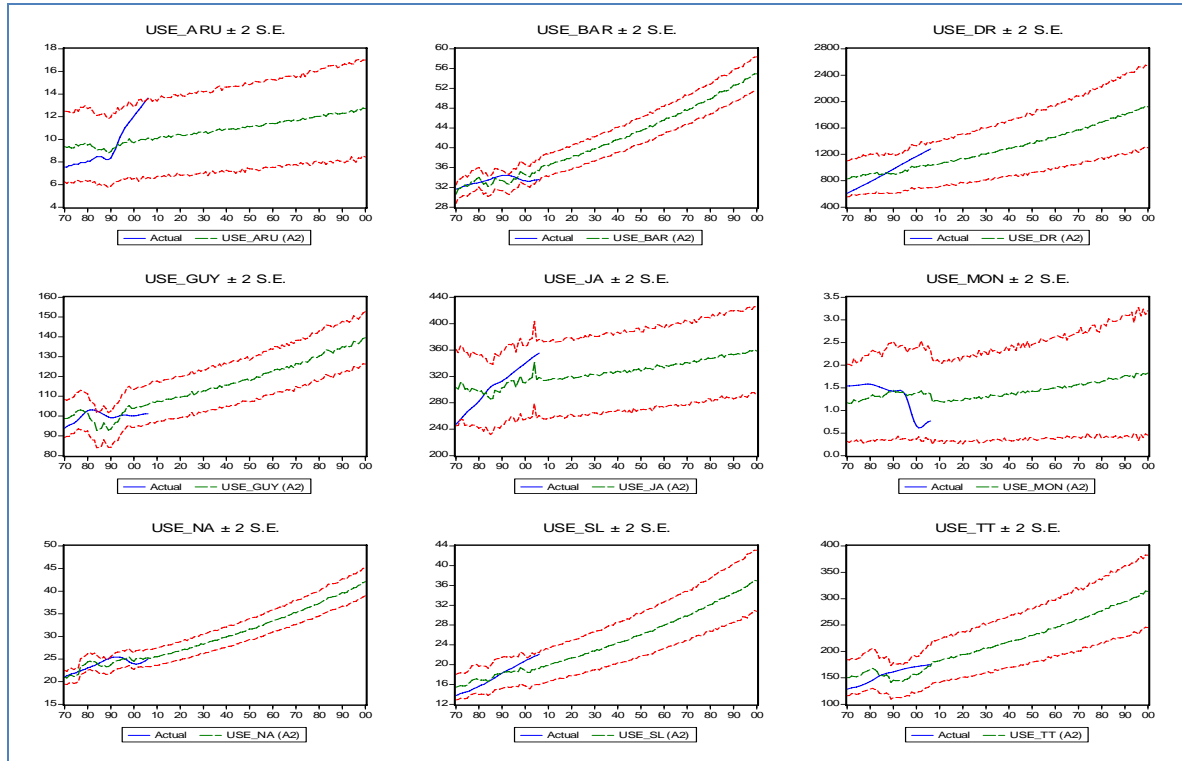 USE_ARU ± 2 S.E.
18
16
14
12
10
8
6
4
70 80 90 00 10 20 30 40 50 60 70 80 90 00
Actual USE_ARU (A2)
USE_BAR ± 2 S.E.
60
56
52
48
44
40
36
32
28
70 80 90 00 10 20 30 40 50 60 70 80 90 00
Actual USE_BAR (A2)
USE_DR ± 2 S.E.
2800
2400
2000
1600
1200
800
400
70 80 90 00 10 20 30 40 50 60 70 80 90 00
Actual USE_DR (A2)
USE_GUY ± 2 S.E.
160
150
140
130
120
110
100
90
80
70 80 90 00 10 20 30 40 50 60 70 80 90 00
Actual USE_GUY (A2)
USE_JA ± 2 S.E.
440
400
360
320
280
240
200
70 80 90 00 10 20 30 40 50 60 70 80 90 00
Actual USE_JA (A2)
USE_MON ± 2 S.E.
3.5
3.0
2.5
2.0
1.5
1.0
0.5
0.0
70 80 90 00 10 20 30 40 50 60 70 80 90 00
Actual USE_MON (A2)
USE_NA ± 2 S.E.
50
45
40
35
30
25
20
15
70 80 90 00 10 20 30 40 50 60 70 80 90 00
Actual USE_NA (A2)
USE_SL ± 2 S.E.
44
40
36
32
28
24
20
16
12
70 80 90 00 10 20 30 40 50 60 70 80 90 00
Actual USE_SL (A2)
USE_TT ± 2 S.E.
400
350
300
250
200
150
100
70 80 90 00 10 20 30 40 50 60 70 80 90 00
Actual USE_TT (A2)